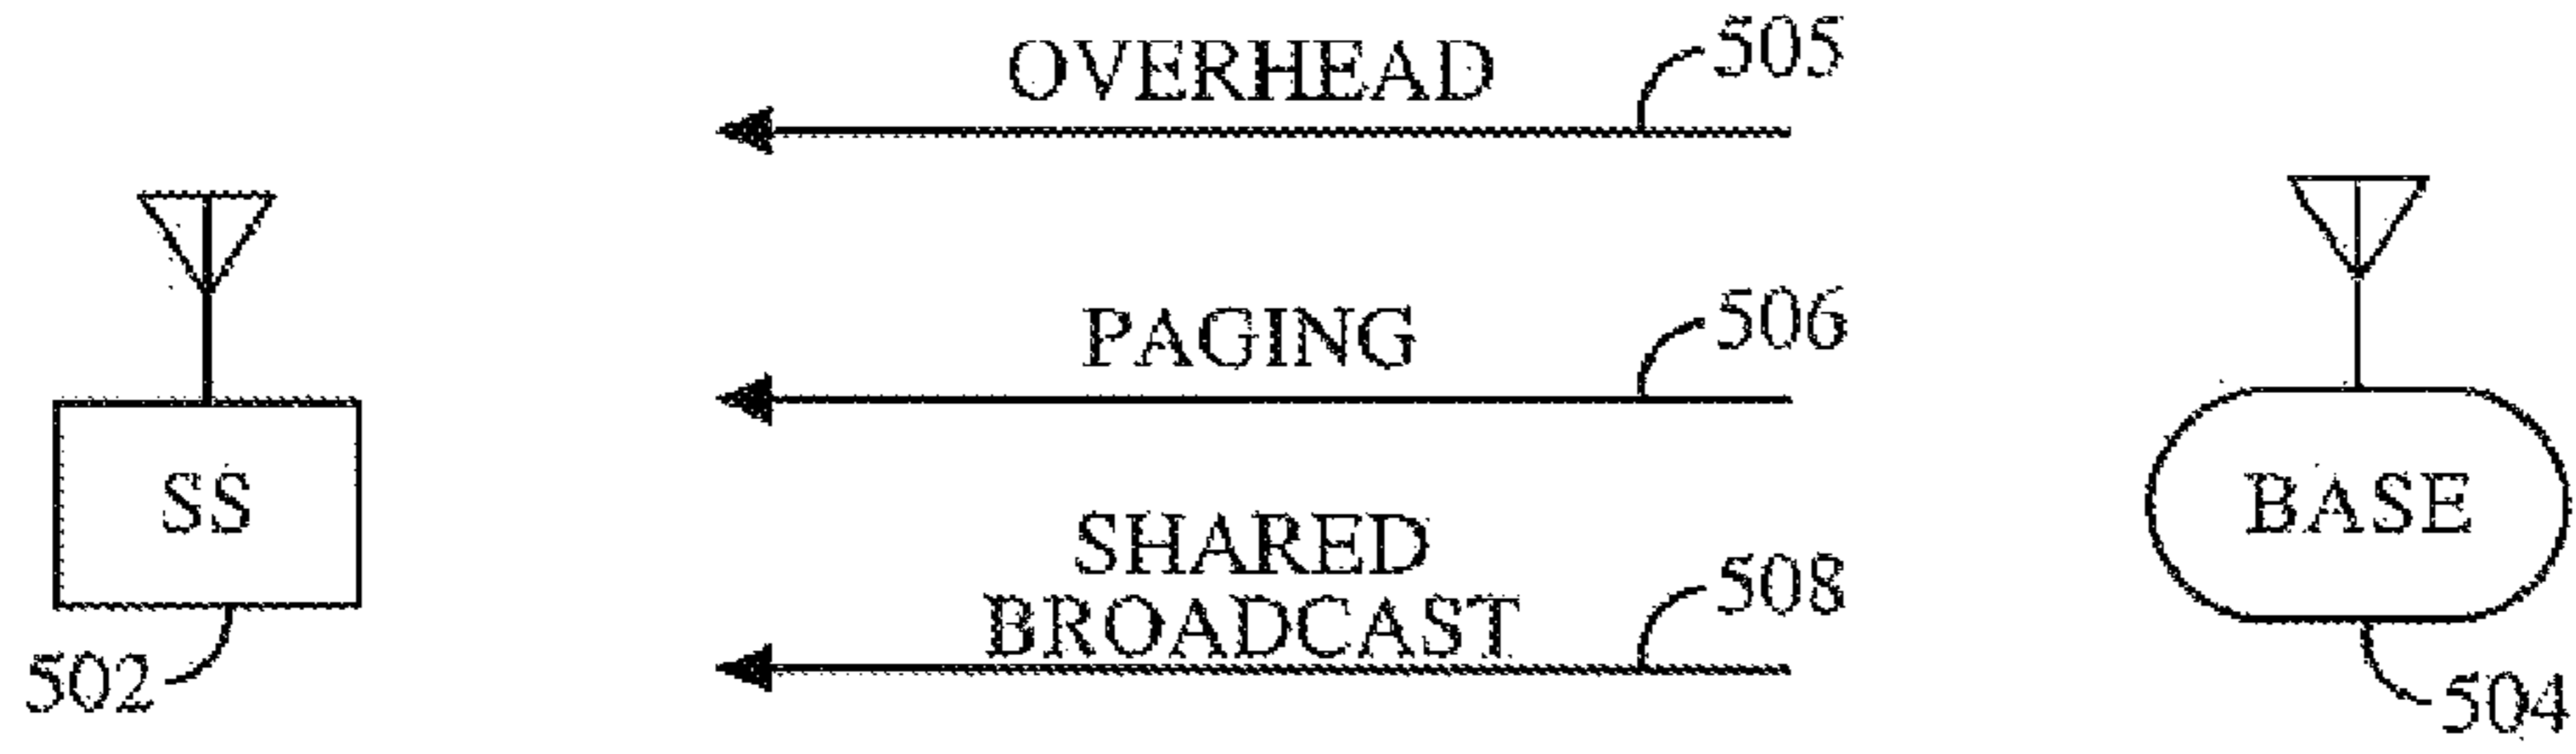 OVERHEAD
505
PAGING
506
SS
BASE
SHARED
BROADCAST
508
502
504